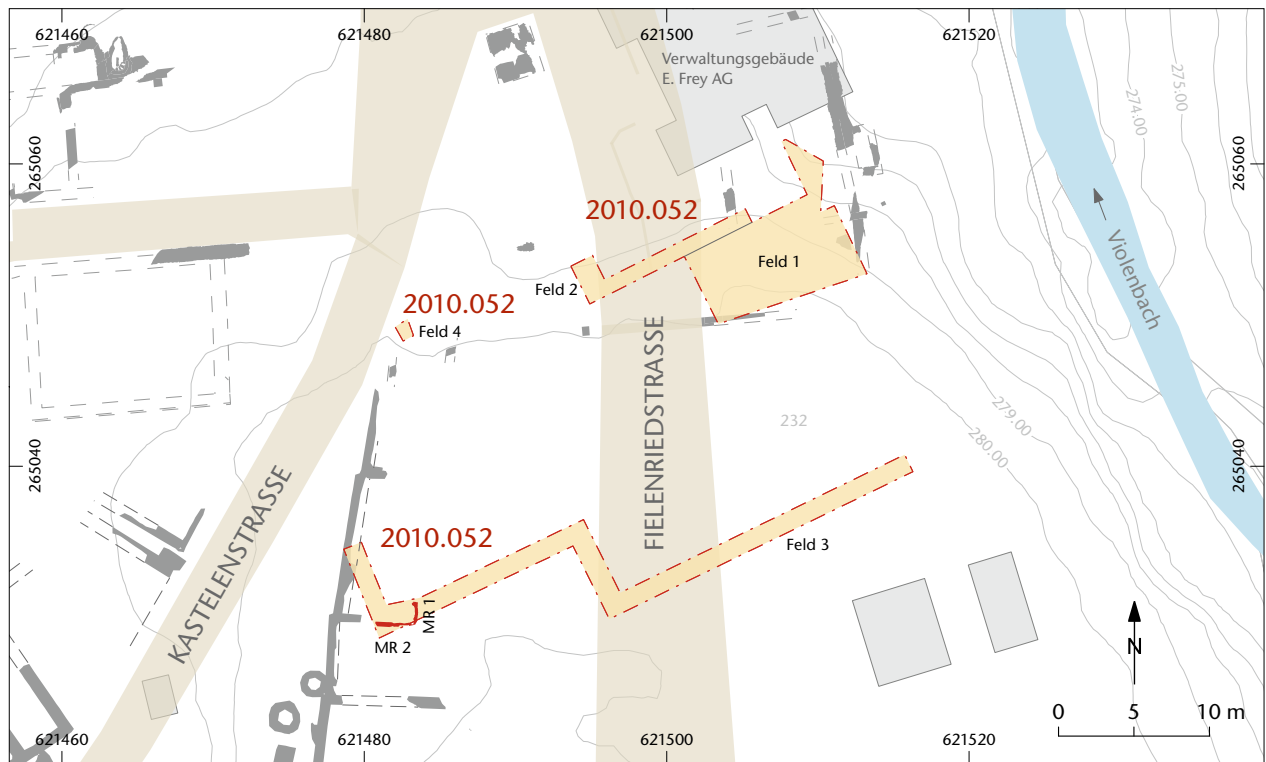 621460
621480
621500
621520
Verwaltungsgebäude
E. Frey AG
275.00
274.00
265060
265060
2010.052
Feld 1
Violenbach
Feld 2
2010.052
Feld 4
FIELENRIEDSTRASSE
232
279.00
280.00
265040
265040
KASTELENSTRASSE
2010.052
Feld 3
MR 1
MR 2
N
0 5 10 m
621460
621480
621500
621520